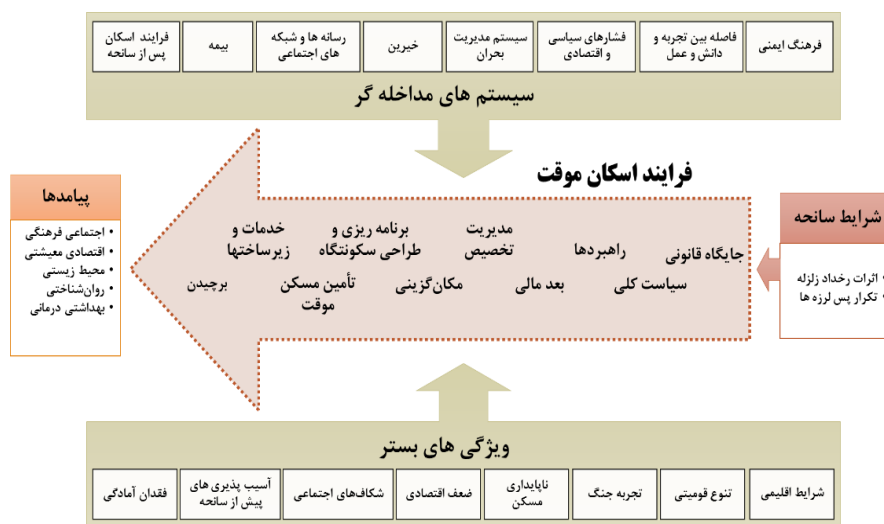 فرهنگ ایمنی
فاصله بین تجربه و
دانش و عمل
فشارهای سیاسی
و اقتصادی
سیستم مدیریت
بحران
خیرین
رسانه ها و شبکه
های اجتماعی
بیمه
فرایند اسکان
پس از سانحه
سیستم های مداخله گر
شرایط سانحه
• اثرات رخداد زلزله
• تکرار پس لرزه ها
فرایند اسکان موقت
جایگاه قانونی
سیاست کلی
راهبردها
بعد مالی
مدیریت
تخصیص
مکان‌گزینی
برنامه ریزی و
طراحی سکونتگاه
تأمین مسکن
موقت
خدمات و
زیرساختها
برچیدن
پیامدها
• اجتماعی فرهنگی
• اقتصادی معیشتی
• محیط زیستی
• روان‌شناختی
• بهداشتی درمانی
ویژگی های بستر
شرایط اقلیمی
تنوع قومیتی
تجربه جنگ
ناپایداری
مسکن
ضعف اقتصادی
شکاف‌های اجتماعی
آسیب پذیری های
پیش از سانحه
فقدان آمادگی